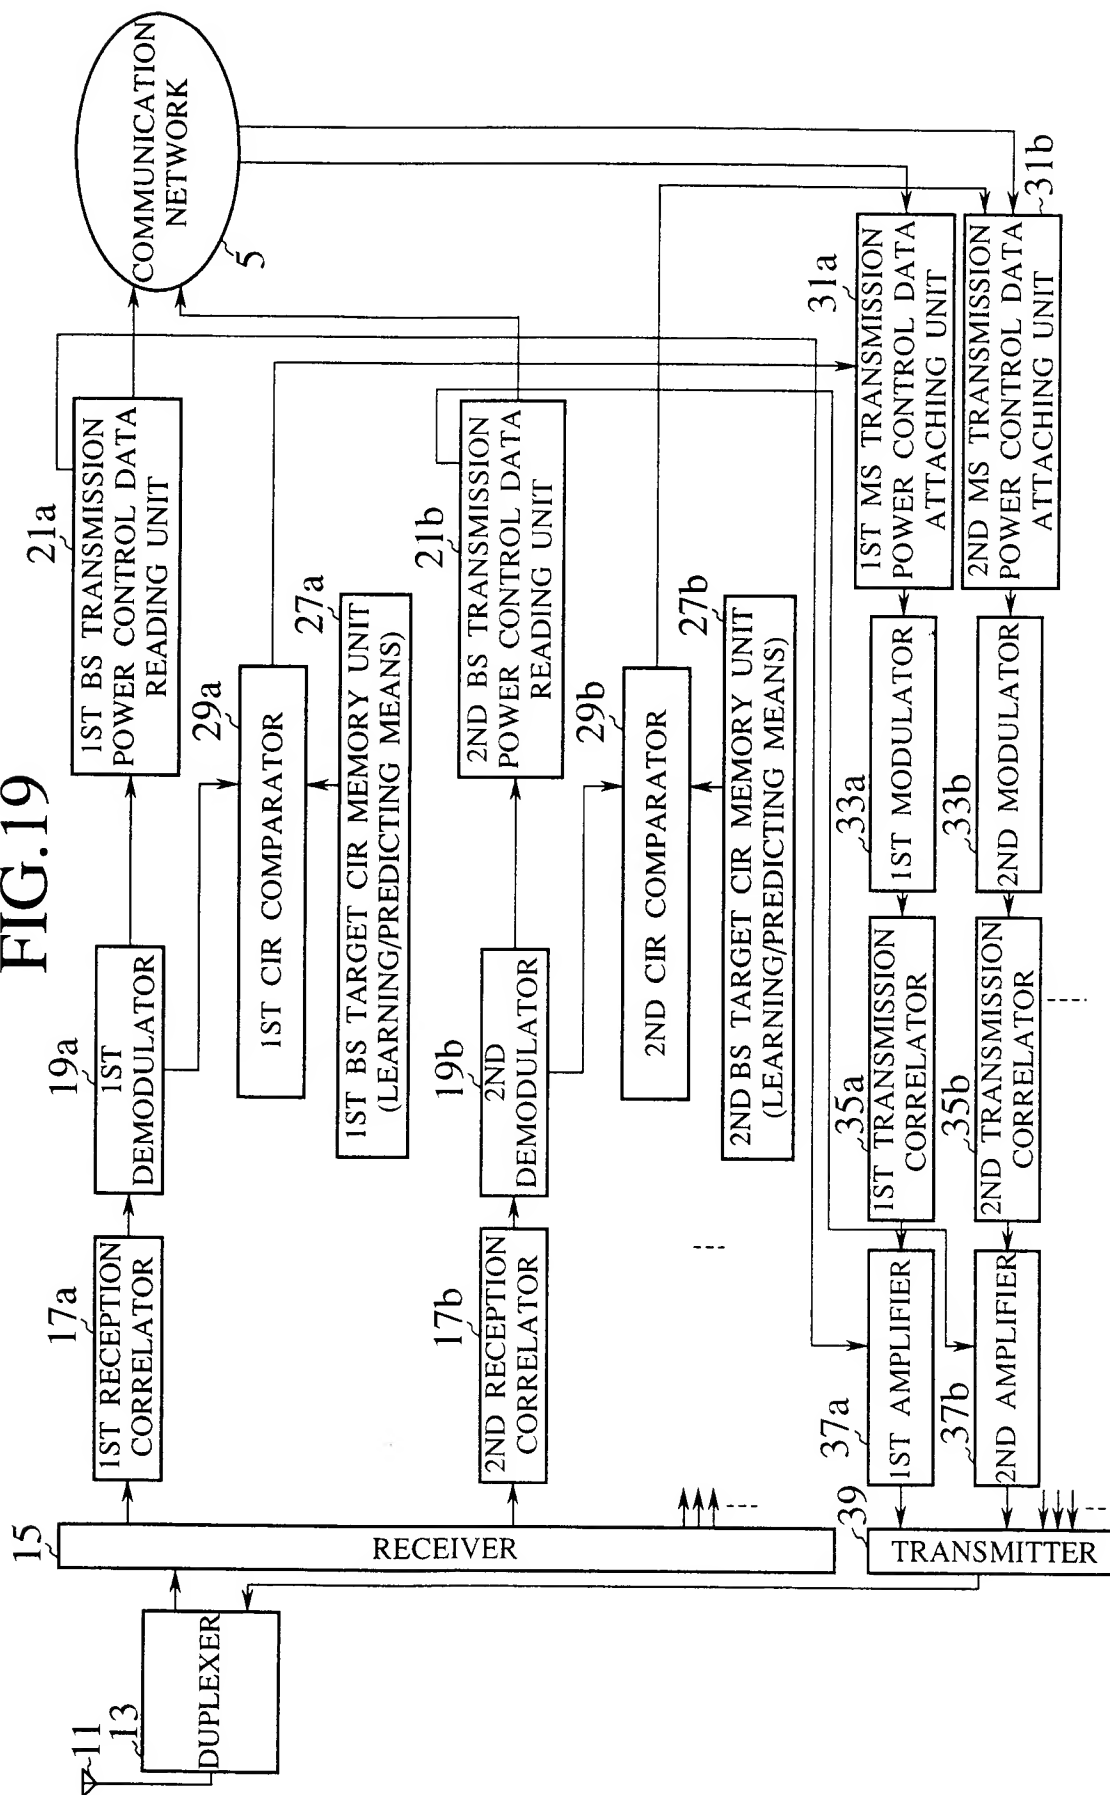 FIG.19
11
13
DUPLEXER
15
RECEIVER
17a
1ST RECEPTION
CORRELATOR
19a
1ST
DEMODULATOR
21a
1ST BS TRANSMISSION
POWER CONTROL DATA
READING UNIT
COMMUNICATION
NETWORK
5
29a
1ST CIR COMPARATOR
27a
1ST BS TARGET CIR MEMORY UNIT
(LEARNING/PREDICTING MEANS)
17b
2ND RECEPTION
CORRELATOR
19b
2ND
DEMODULATOR
21b
2ND BS TRANSMISSION
POWER CONTROL DATA
READING UNIT
29b
2ND CIR COMPARATOR
27b
2ND BS TARGET CIR MEMORY UNIT
(LEARNING/PREDICTING MEANS)
39
TRANSMITTER
37a
1ST AMPLIFIER
35a
1ST TRANSMISSION
CORRELATOR
33a
1ST MODULATOR
31a
1ST MS TRANSMISSION
POWER CONTROL DATA
ATTACHING UNIT
37b
2ND AMPLIFIER
35b
2ND TRANSMISSION
CORRELATOR
33b
2ND MODULATOR
31b
2ND MS TRANSMISSION
POWER CONTROL DATA
ATTACHING UNIT